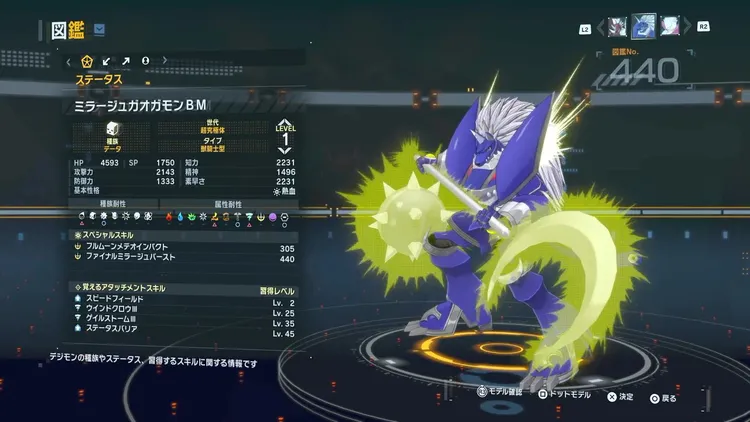 図鑑
L2
R2
図鑑No.
440
ステータス
ミラージュガオガモンBM
種族
データ
世代
超究極体
タイプ
獣騎士型
LEVEL
1
HP 4593 SP 1750 知力 2231
攻撃力 2143 精神 1496
防御力 1333 素早さ 2231
基本性格 熱血
種族耐性 属性耐性
スペシャルスキル
フルムーンメテオインパクト 305
ファイナルミラージュバースト 440
覚えるアタッチメントスキル 習得レベル
スピードフィールド Lv. 2
ウインドクロウIII Lv. 25
ゲイルストームIII Lv. 35
ステータスバリア Lv. 45
デジモンの種族やステータス、習得するスキルに関する情報です
モデル確認 ドットモデル 決定 戻る